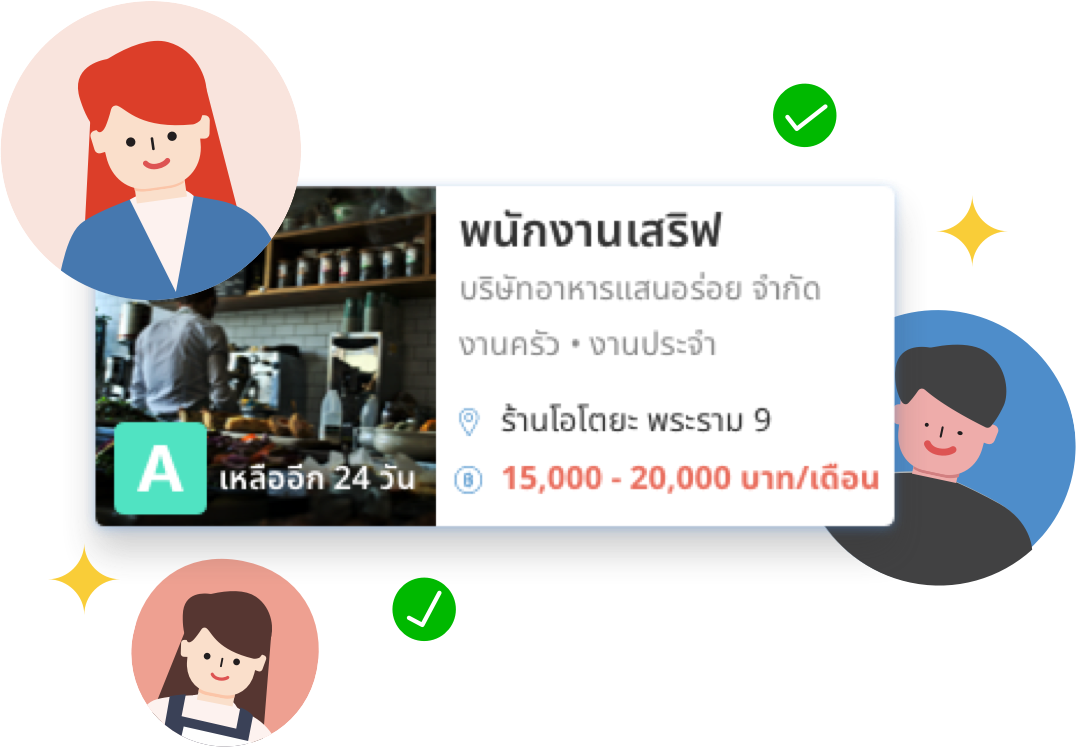 พนักงานเสริฟ
บริษัทอาหารแสนอร่อย จำกัด
งานครัว • งานประจำ
ร้านโอโตยะ พระราม 9
15,000 - 20,000 บาท/เดือน
A
เหลืออีก 24 วัน